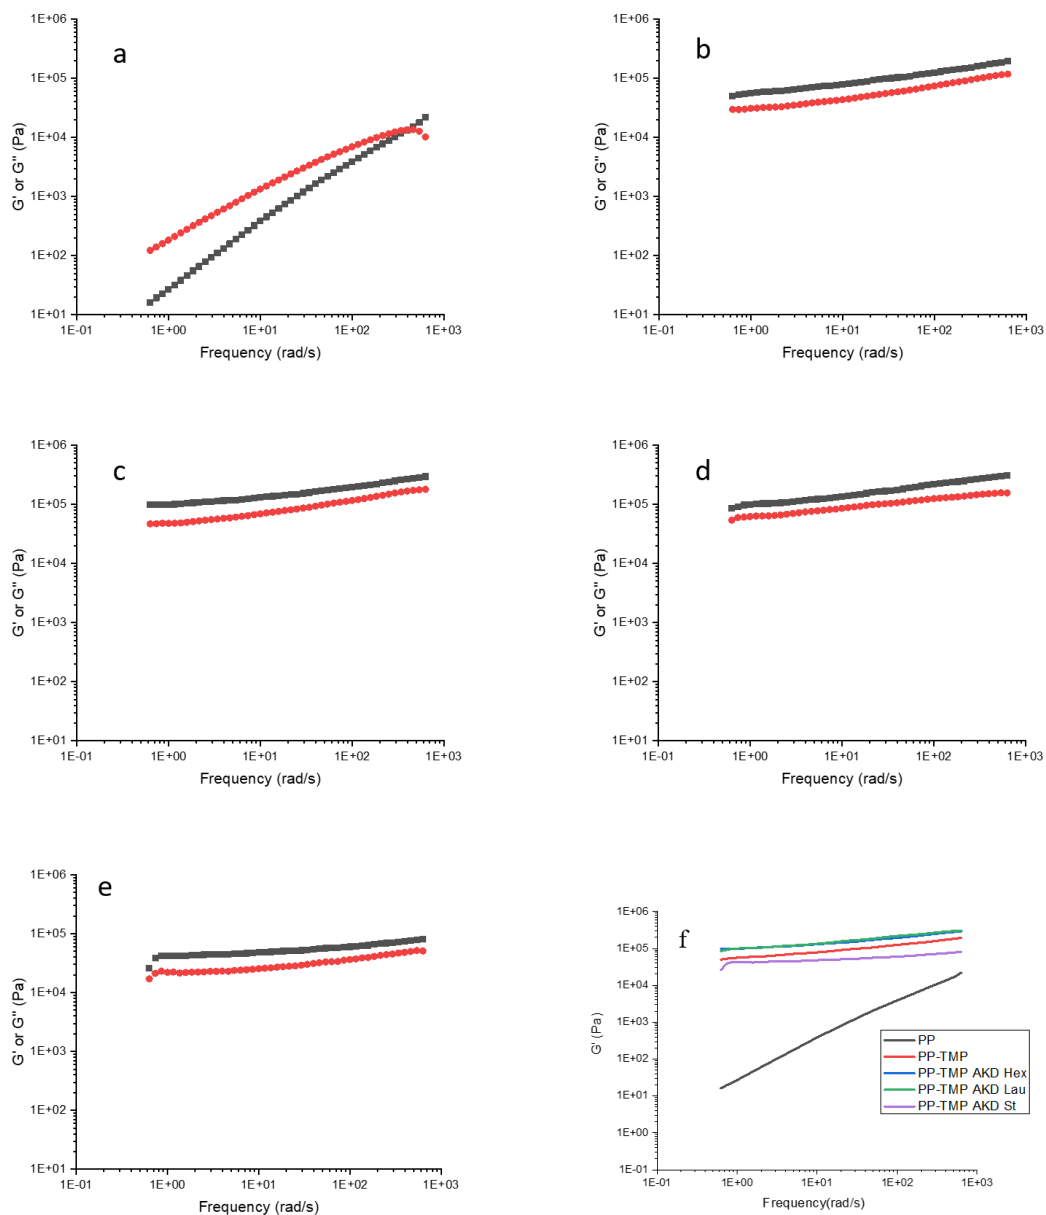 a
1E+06
1E+05
1E+04
1E+03
1E+02
1E+01
G' or G'' (Pa)
1E-01 1E+00 1E+01 1E+02 1E+03
Frequency (rad/s)
b
1E+06
1E+05
1E+04
1E+03
1E+02
1E+01
G' or G'' (Pa)
1E-01 1E+00 1E+01 1E+02 1E+03
Frequency (rad/s)
c
1E+06
1E+05
1E+04
1E+03
1E+02
1E+01
G' or G'' (Pa)
1E-01 1E+00 1E+01 1E+02 1E+03
Frequency (rad/s)
d
1E+06
1E+05
1E+04
1E+03
1E+02
1E+01
G' or G'' (Pa)
1E-01 1E+00 1E+01 1E+02 1E+03
Frequency (rad/s)
e
1E+06
1E+05
1E+04
1E+03
1E+02
1E+01
G' or G'' (Pa)
1E-01 1E+00 1E+01 1E+02 1E+03
Frequency (rad/s)
f
1E+06
1E+05
1E+04
1E+03
1E+02
1E+01
1E+00
1E-01
G' (Pa)
PP
PP-TMP
PP-TMP AKD Hex
PP-TMP AKD Lau
PP-TMP AKD St
1E-01 1E+00 1E+01 1E+02 1E+03
Frequency(rad/s)